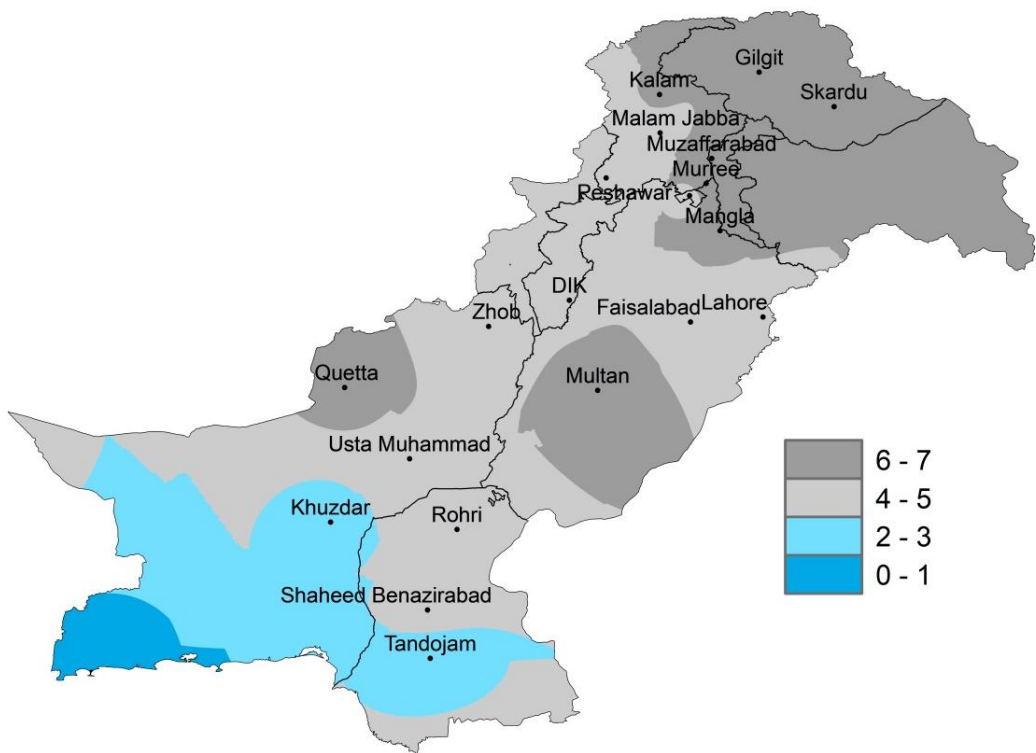 Gilgit
Kalam
Skardu
Malam Jabba
Muzaffarabad
Murree
Peshawar
Mangla
DIK
Zhob
Faisalabad
Lahore
Quetta
Multan
Usta Muhammad
Khuzdar
Rohri
Shaheed Benazirabad
Tandojam
6 - 7
4 - 5
2 - 3
0 - 1